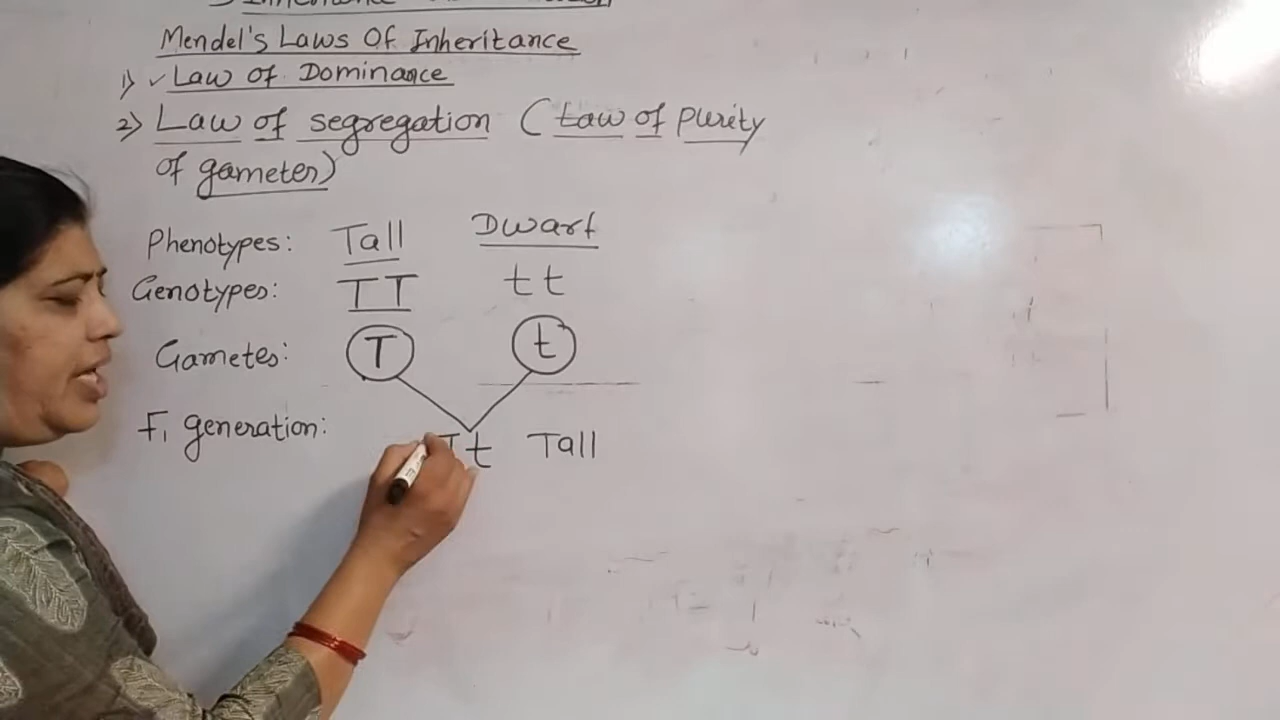 Mendel's Laws Of Inheritance
1) ✓ Law of Dominance
2) Law of segregation (Law of purity
of gametes)
Phenotypes: Tall Dwarf
Genotypes: TT tt
Gametes: T t
F₁ generation:
Tt Tall